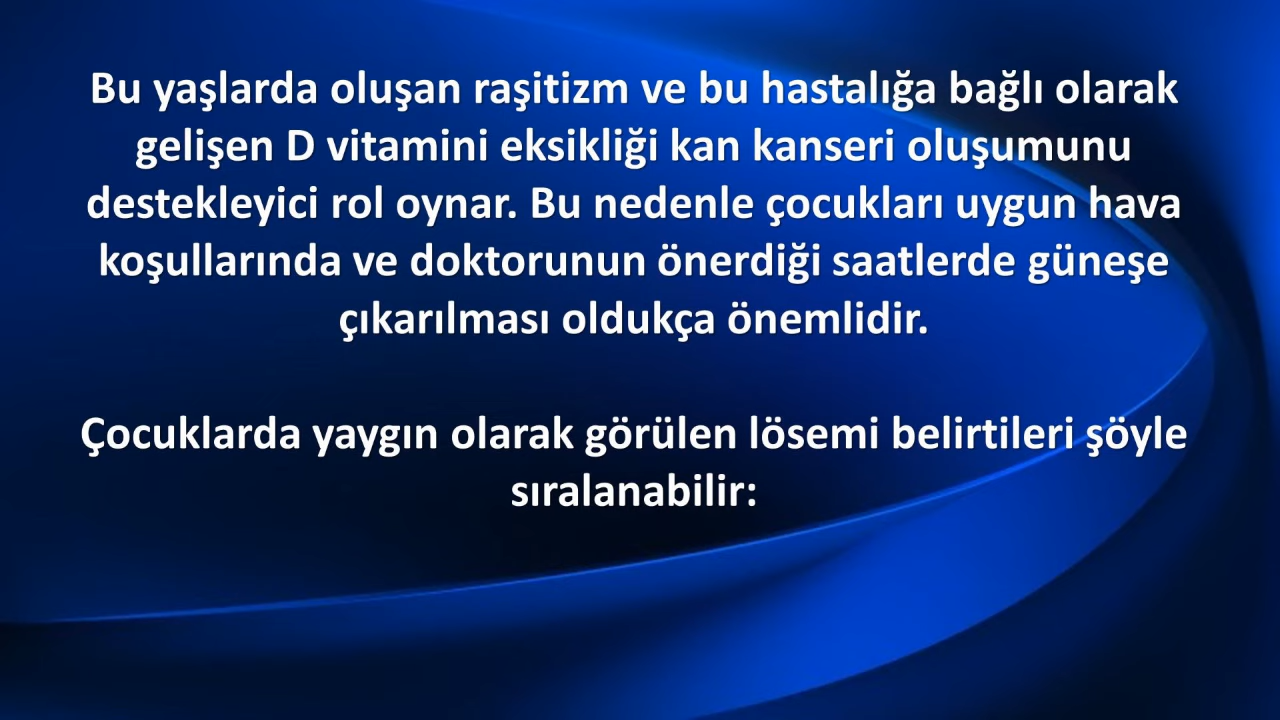 Bu yaşlarda oluşan raşitizm ve bu hastalığa bağlı olarak
gelişen D vitamini eksikliği kan kanseri oluşumunu
destekleyici rol oynar. Bu nedenle çocukları uygun hava
koşullarında ve doktorunun önerdiği saatlerde güneşe
çıkarılması oldukça önemlidir.
Çocuklarda yaygın olarak görülen lösemi belirtileri şöyle
sıralanabilir: